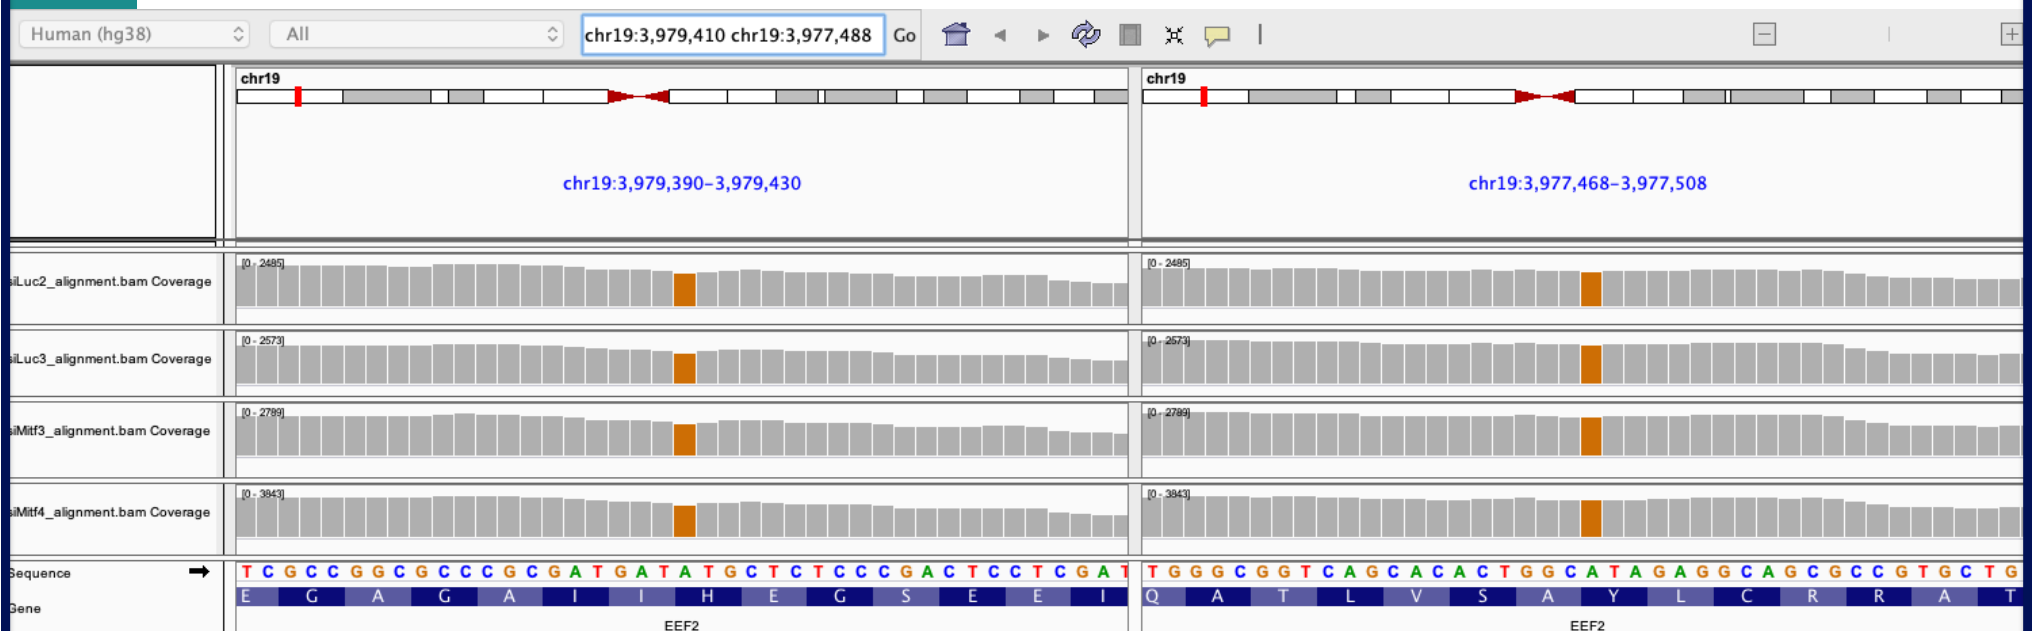 Human (hg38) All chr19:3,979,410 chr19:3,977,488 Go
chr19 chr19
chr19:3,979,390-3,979,430 chr19:3,977,468-3,977,508
siLuc2_alignment.bam Coverage [0 - 2485] [0 - 2485]
siLuc3_alignment.bam Coverage [0 - 2573] [0 - 2573]
siMitf3_alignment.bam Coverage [0 - 2789] [0 - 2789]
siMitf4_alignment.bam Coverage [0 - 3843] [0 - 3843]
Sequence T C G C C G G C G C C C G C G A T G A T A T G C T C T C C C G A C T C C T C G A T T G G G C G G T C A G C A C A C T G G C A T A G A G G C A G C G C C G T G C T G
Gene E G A G A I I H E G S E E I Q A T L V S A Y L C R R A T
EEF2 EEF2